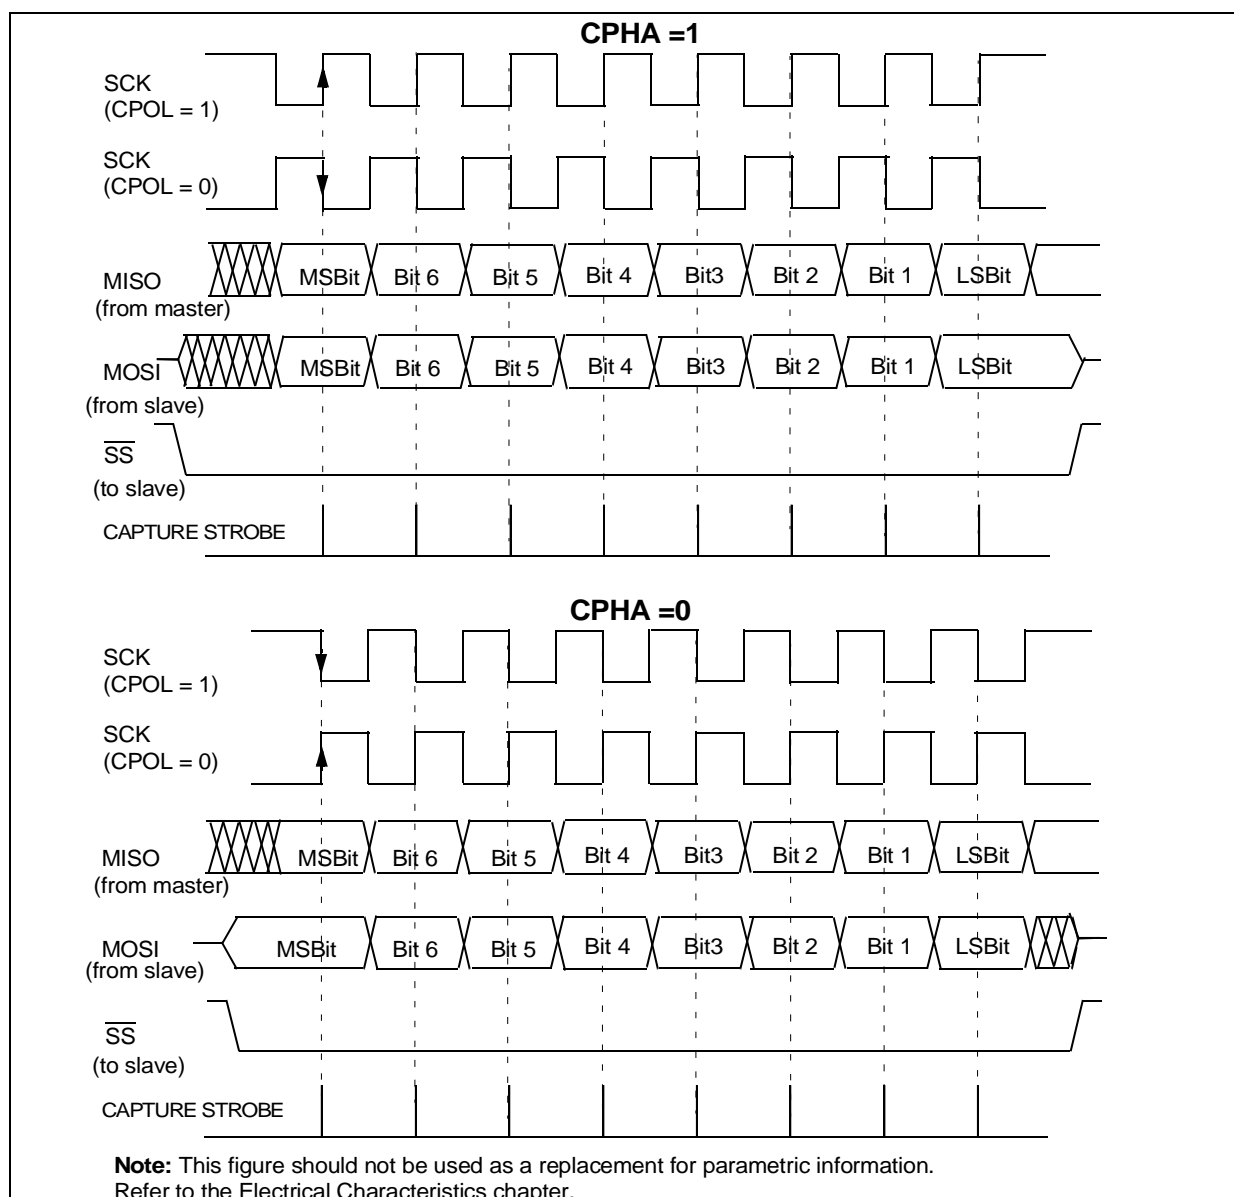 CPHA =1
SCK
(CPOL = 1)
SCK
(CPOL = 0)
MISO
(from master)
MSBit Bit 6 Bit 5 Bit 4 Bit3 Bit 2 Bit 1 LSBit
MOSI
(from slave)
MSBit Bit 6 Bit 5 Bit 4 Bit3 Bit 2 Bit 1 LSBit
SS
(to slave)
CAPTURE STROBE
CPHA =0
SCK
(CPOL = 1)
SCK
(CPOL = 0)
MISO
(from master)
MSBit Bit 6 Bit 5 Bit 4 Bit3 Bit 2 Bit 1 LSBit
MOSI
(from slave)
MSBit Bit 6 Bit 5 Bit 4 Bit3 Bit 2 Bit 1 LSBit
SS
(to slave)
CAPTURE STROBE
Note: This figure should not be used as a replacement for parametric information.
Refer to the Electrical Characteristics chapter.